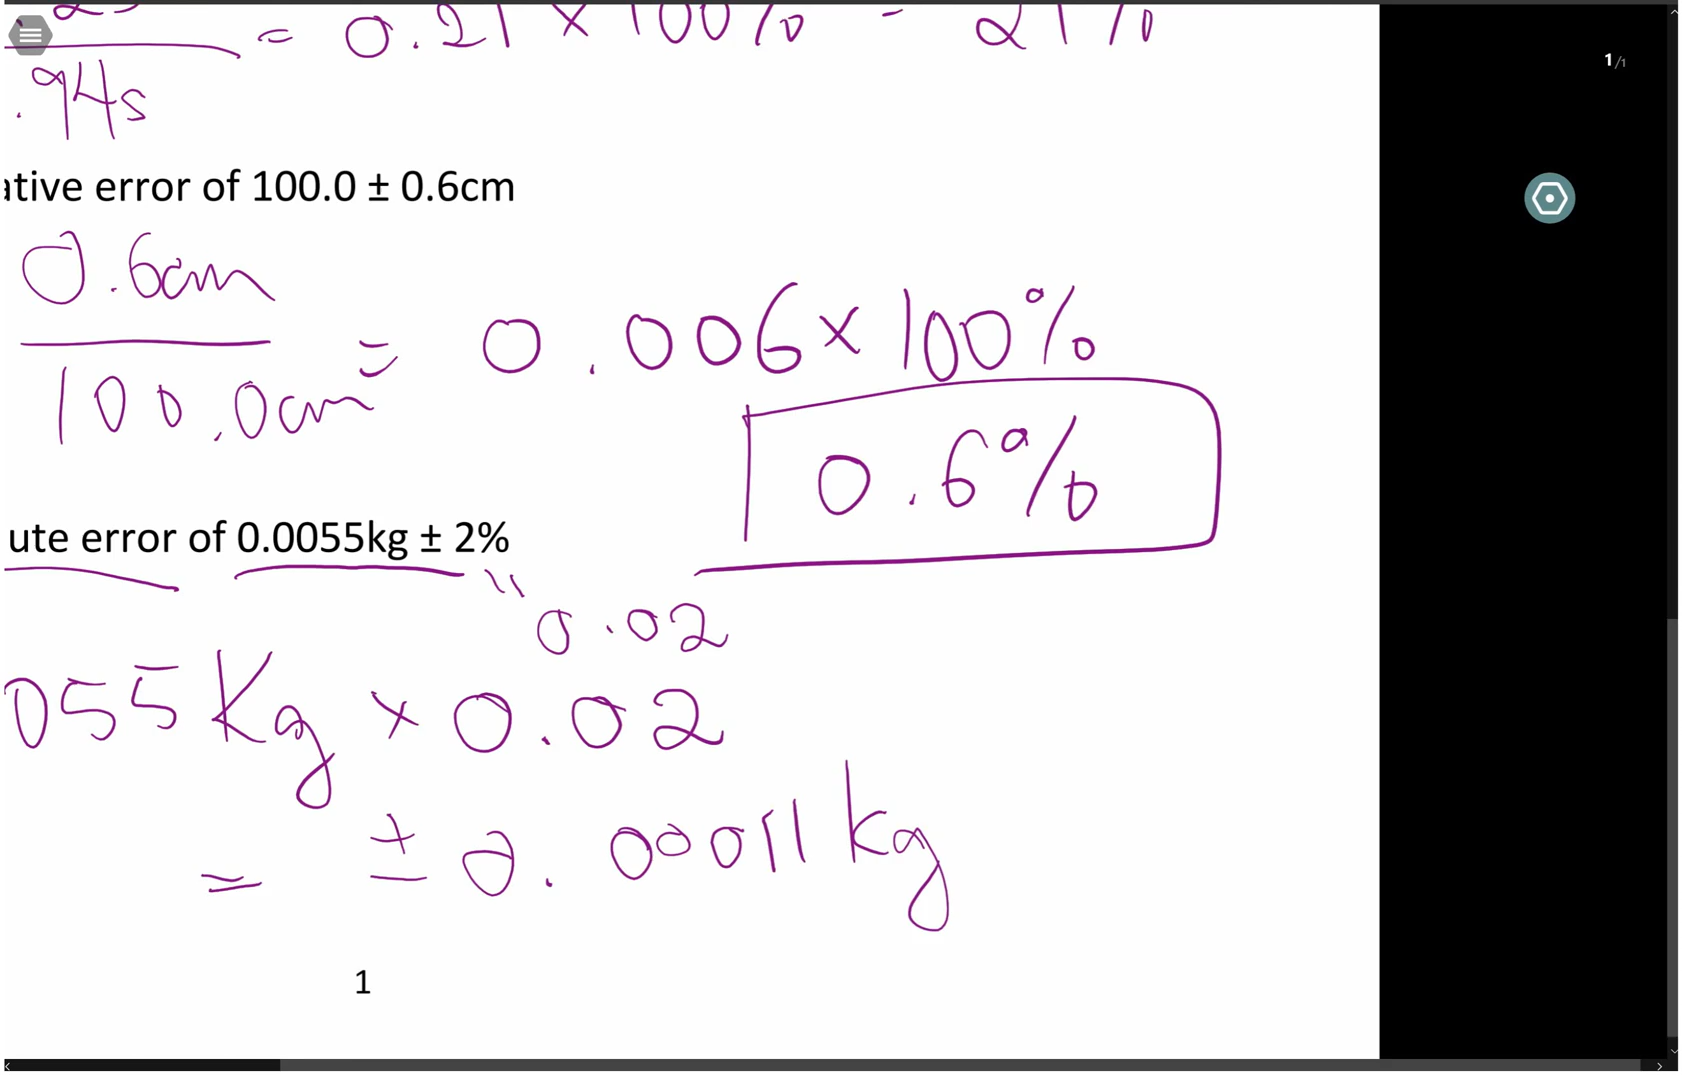 = 0.21 × 100% = 21%
.94s
ative error of 100.0 ± 0.6cm
0.6cm
100.0cm
= 0.006 × 100%
0.6%
ute error of 0.0055kg ± 2%
0.02
055 Kg × 0.02
= ± 0.00011 kg
1
1/1